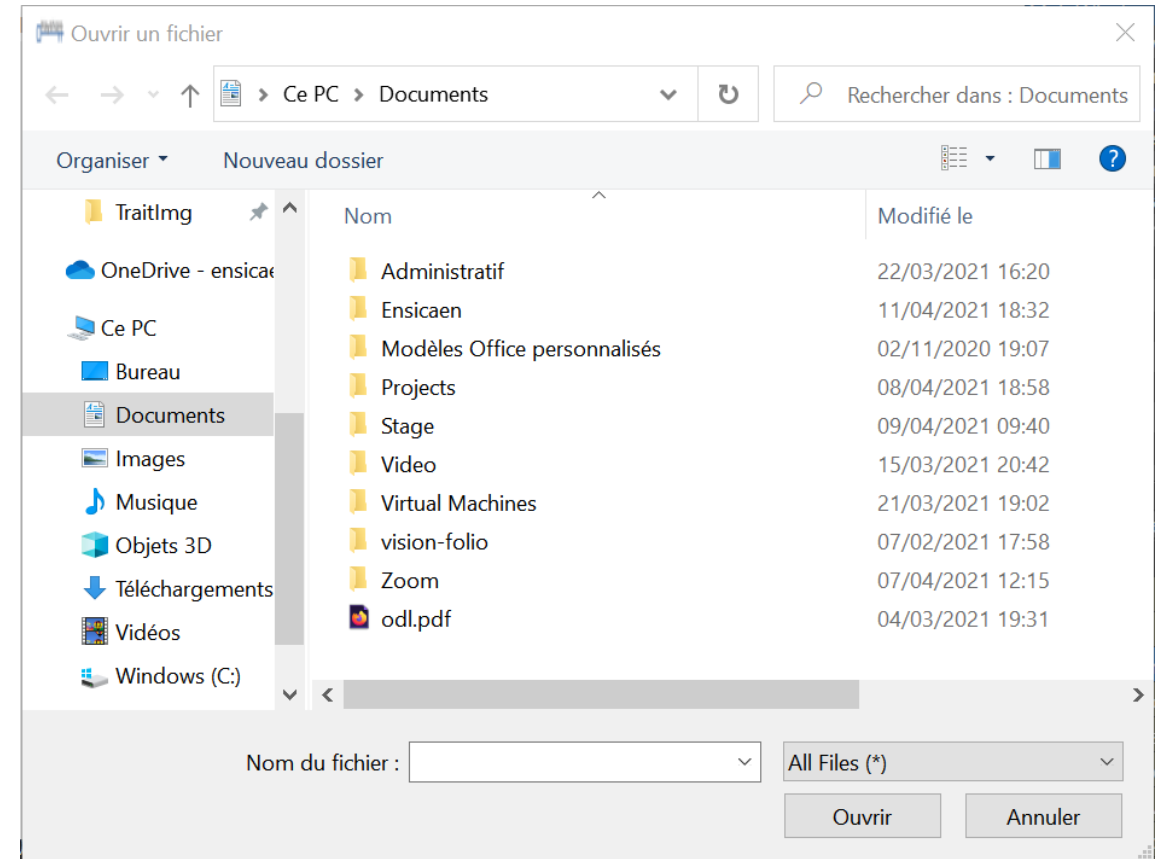 Ouvrir un fichier
Ce PC > Documents
Rechercher dans : Documents
Organiser
Nouveau dossier
?
TraitImg
OneDrive - ensicae
Ce PC
Bureau
Documents
Images
Musique
Objets 3D
Téléchargements
Vidéos
Windows (C:)
Nom Modifié le
Administratif 22/03/2021 16:20
Ensicaen 11/04/2021 18:32
Modèles Office personnalisés 02/11/2020 19:07
Projects 08/04/2021 18:58
Stage 09/04/2021 09:40
Video 15/03/2021 20:42
Virtual Machines 21/03/2021 19:02
vision-folio 07/02/2021 17:58
Zoom 07/04/2021 12:15
odl.pdf 04/03/2021 19:31
Nom du fichier :
All Files (*)
Ouvrir
Annuler